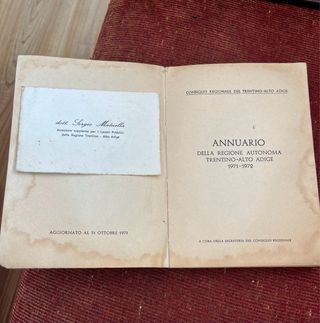 dott. Sergio
Assessore supplente per i Lavori Pubblici
della Regione Trentino - Alto Adige
AGGIORNATO AL 31 OTTOBRE 1971
CONSIGLIO REGIONALE DEL TRENTINO-ALTO ADIGE
ANNUARIO
DELLA REGIONE AUTONOMA
TRENTINO-ALTO ADIGE
1971-1972
A CURA DELLA SEGRETERIA DEL CONSIGLIO REGIONALE